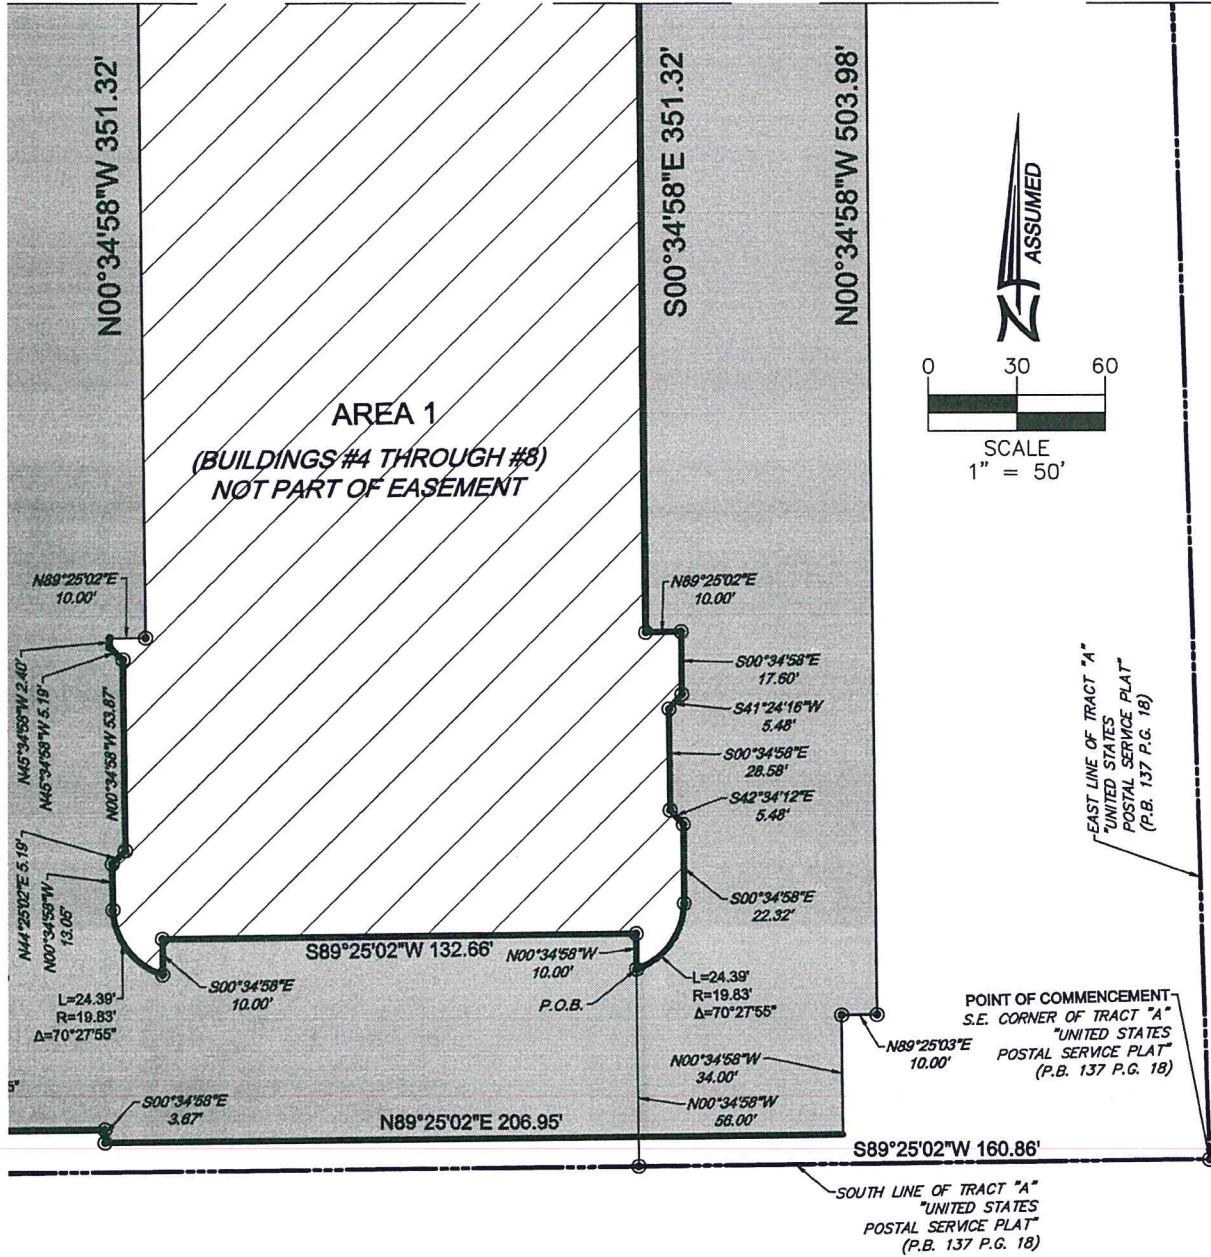 N00°34'58"W 351.32'
S00°34'58"E 351.32'
N00°34'58"W 503.98'
N
ASSUMED
0 30 60
SCALE
1" = 50'
AREA 1
(BUILDINGS #4 THROUGH #8)
NOT PART OF EASEMENT
N89°25'02"E
10.00'
N89°25'02"E
10.00'
N45°34'58"W 2.40'
N45°34'58"W 5.19'
N00°34'58"W 53.87'
S00°34'58"E
17.60'
S41°24'16"W
5.48'
S00°34'58"E
28.58'
S42°34'12"E
5.48'
S00°34'58"E
22.32'
EAST LINE OF TRACT "A"
"UNITED STATES
POSTAL SERVICE PLAT"
(P.B. 137 P.G. 18)
N44°25'02"E 5.19'
N00°34'58"W
13.05'
S89°25'02"W 132.66'
N00°34'58"W
10.00'
P.O.B.
S00°34'58"E
10.00'
L=24.39'
R=19.83'
Δ=70°27'55"
L=24.39'
R=19.83'
Δ=70°27'55"
POINT OF COMMENCEMENT
S.E. CORNER OF TRACT "A"
"UNITED STATES
POSTAL SERVICE PLAT"
(P.B. 137 P.G. 18)
N89°25'03"E
10.00'
N00°34'58"W
34.00'
N00°34'58"W
56.00'
5"
S00°34'58"E
3.67'
N89°25'02"E 206.95'
S89°25'02"W 160.86'
SOUTH LINE OF TRACT "A"
"UNITED STATES
POSTAL SERVICE PLAT"
(P.B. 137 P.G. 18)